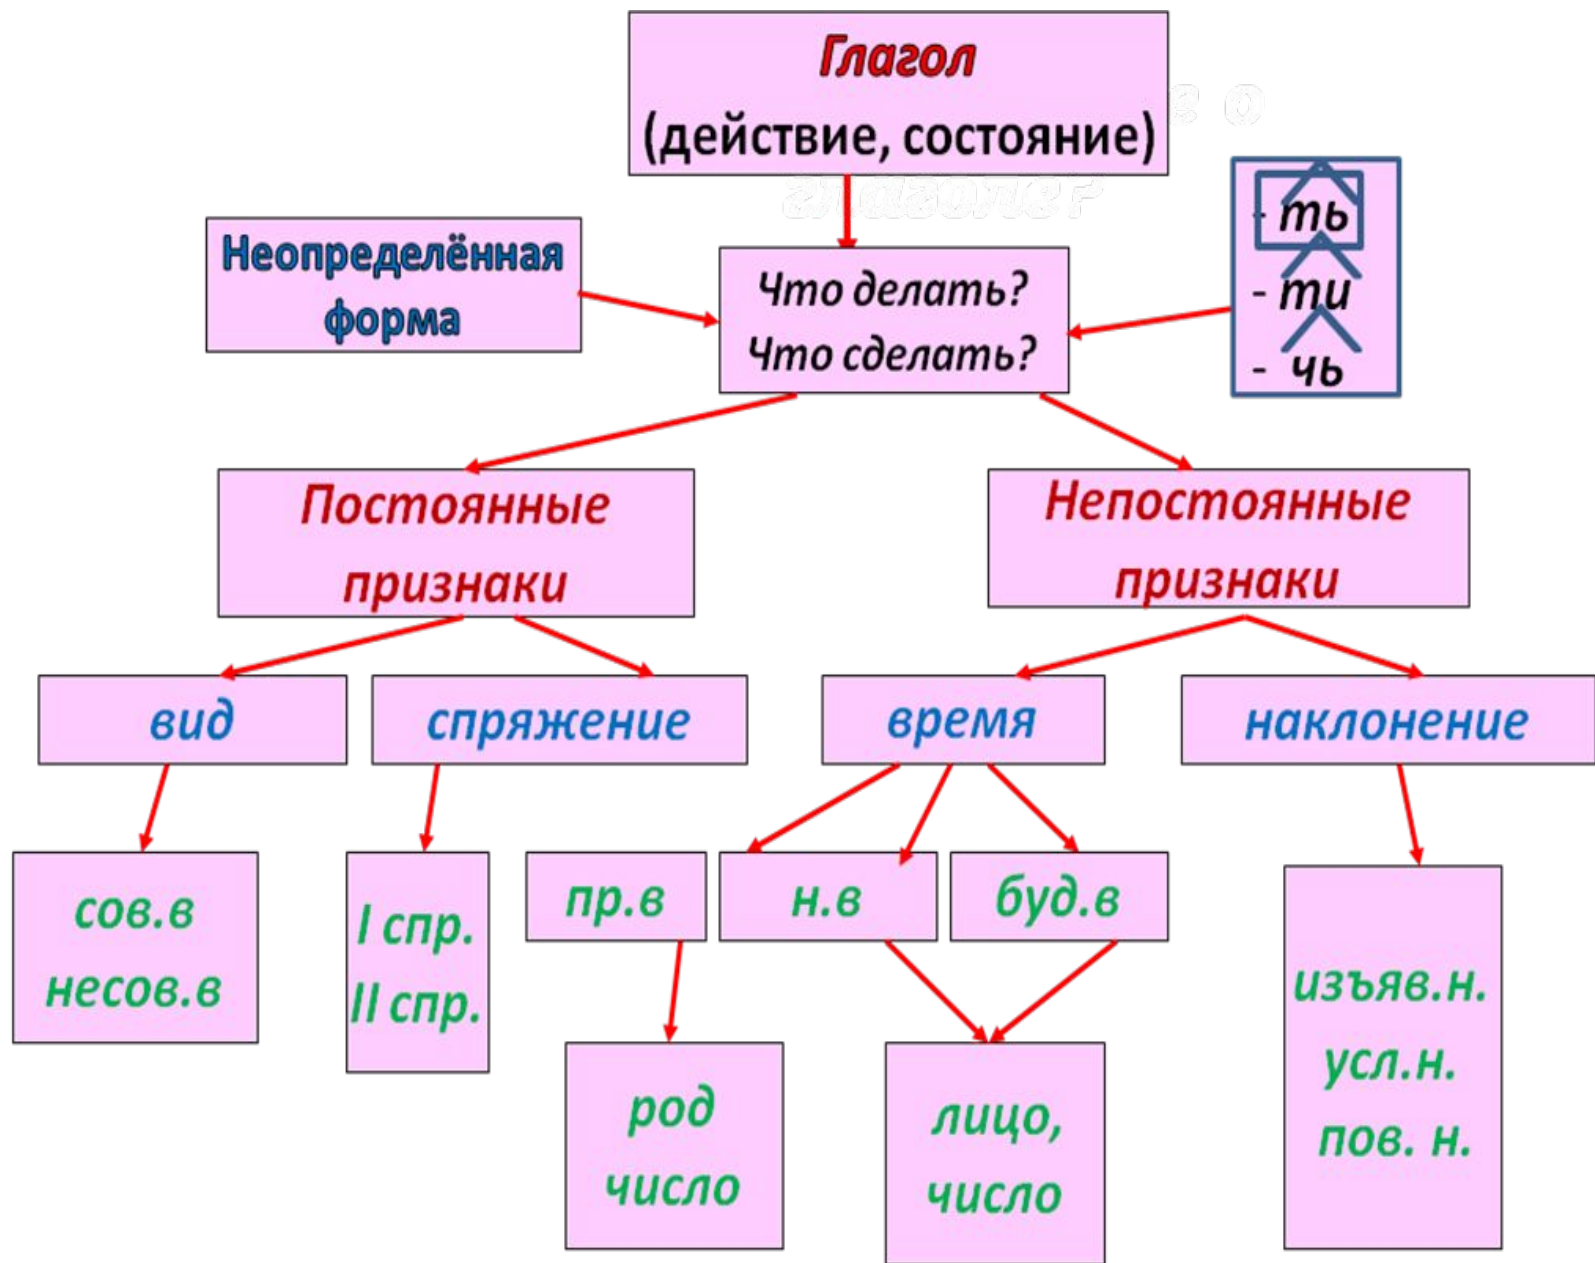 Глагол
(действие, состояние)
е о
глаголе?
Неопределённая
форма
Что делать?
Что сделать?
- ть
- ти
- чь
Постоянные
признаки
Непостоянные
признаки
вид
спряжение
время
наклонение
сов.в
несов.в
I спр.
II спр.
пр.в
н.в
буд.в
изъяв.н.
усл.н.
пов. н.
род
число
лицо,
число